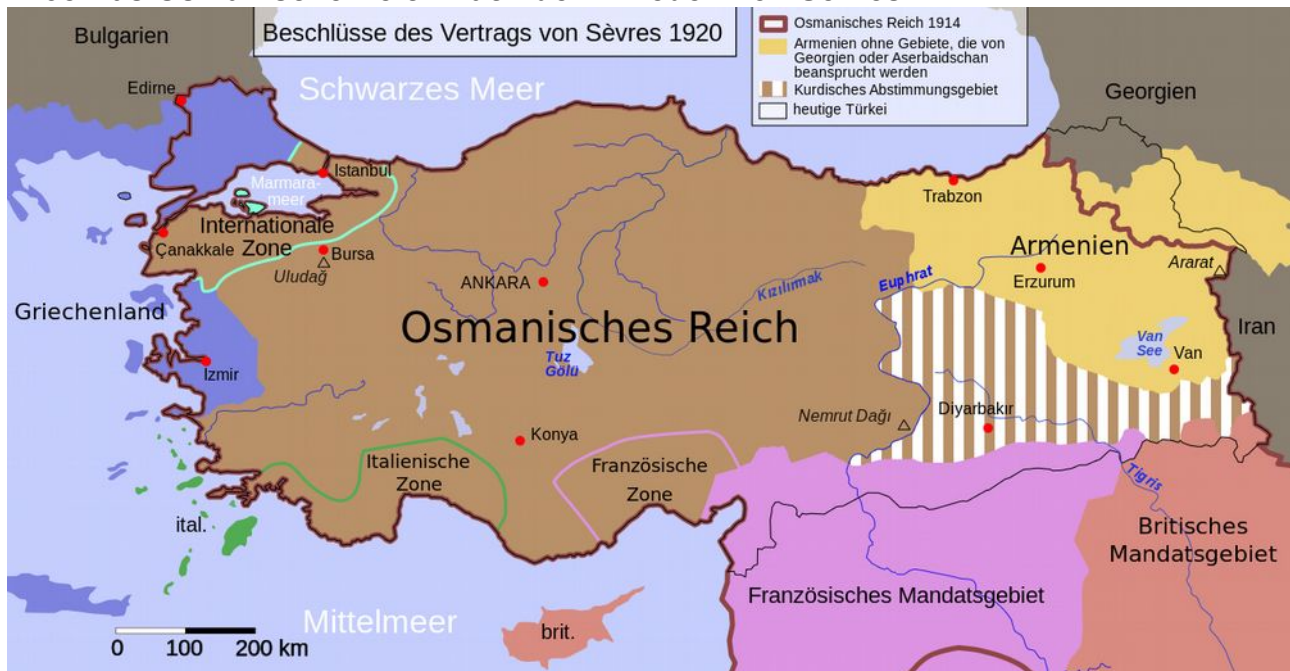 Beschlüsse des Vertrags von Sèvres 1920
Osmanisches Reich 1914
Armenien ohne Gebiete, die von
Georgien oder Aserbaidschan
beansprucht werden
Kurdisches Abstimmungsgebiet
heutige Türkei
Bulgarien
Schwarzes Meer
Georgien
Edirne
Istanbul
Marmara-
meer
Internationale
Zone
Çanakkale
Bursa
Uludağ
Trabzon
Armenien
Ararat
Erzurum
ANKARA
Kızılırmak
Euphrat
Griechenland
Osmanisches Reich
Iran
Tuz
Gölü
Van
See
Van
Izmir
Nemrut Dağı
Diyarbakır
Konya
Italienische
Zone
Französische
Zone
Tigris
ital.
Britisches
Mandatsgebiet
Französisches Mandatsgebiet
Mittelmeer
brit.
0 100 200 km